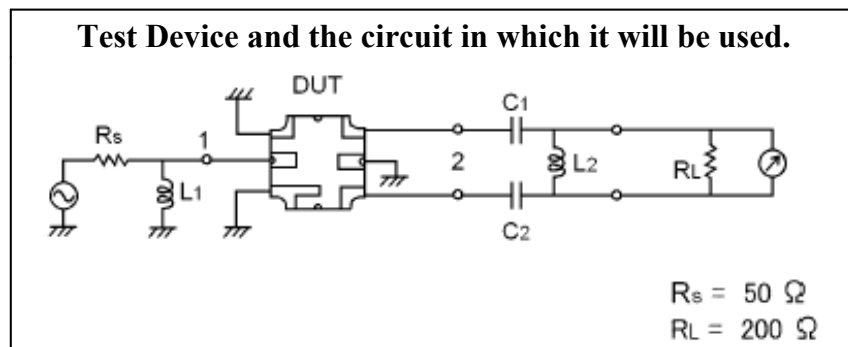 Test Device and the circuit in which it will be used.
DUT
C1
Rs
1
2
L1
L2
RL
C2
Rs = 50 Ω
RL = 200 Ω